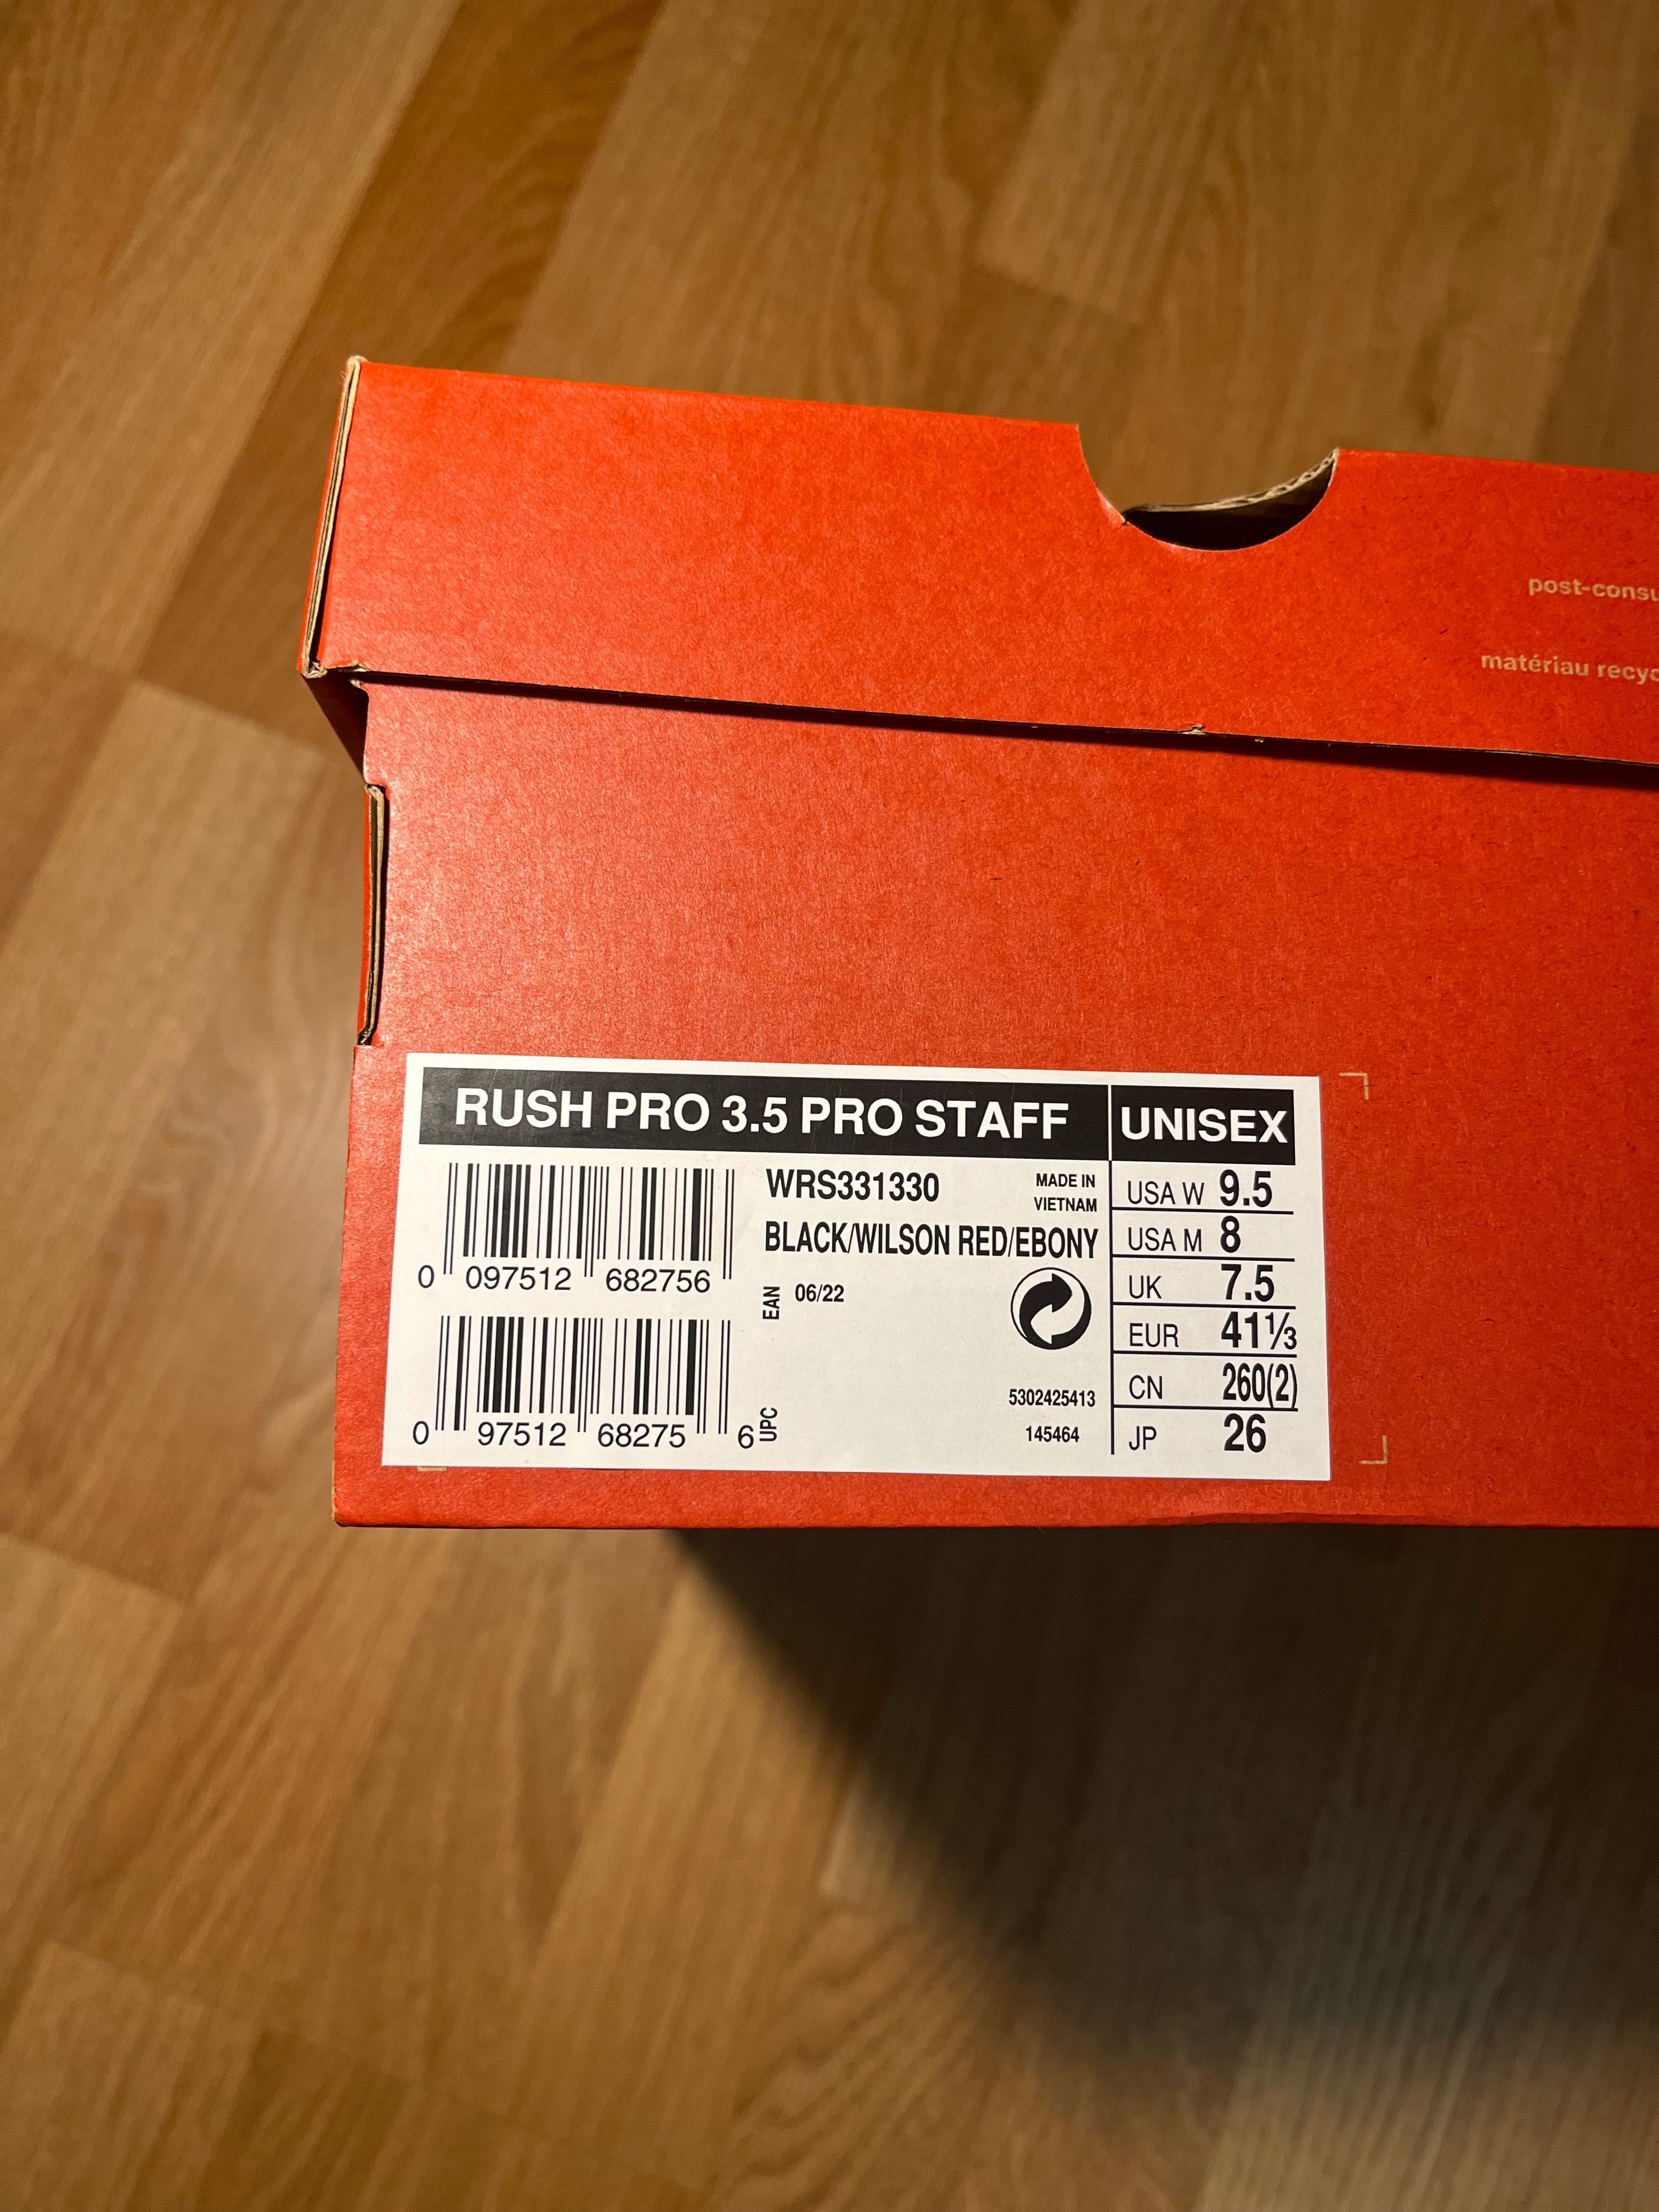 post-consu
matériau recyc
RUSH PRO 3.5 PRO STAFF
UNISEX
WRS331330
MADE IN
VIETNAM
BLACK/WILSON RED/EBONY
0 097512 682756
EAN
06/22
0 97512 68275 6
UPC
5302425413
145464
USA W 9.5
USA M 8
UK 7.5
EUR 41⅓
CN 260(2)
JP 26